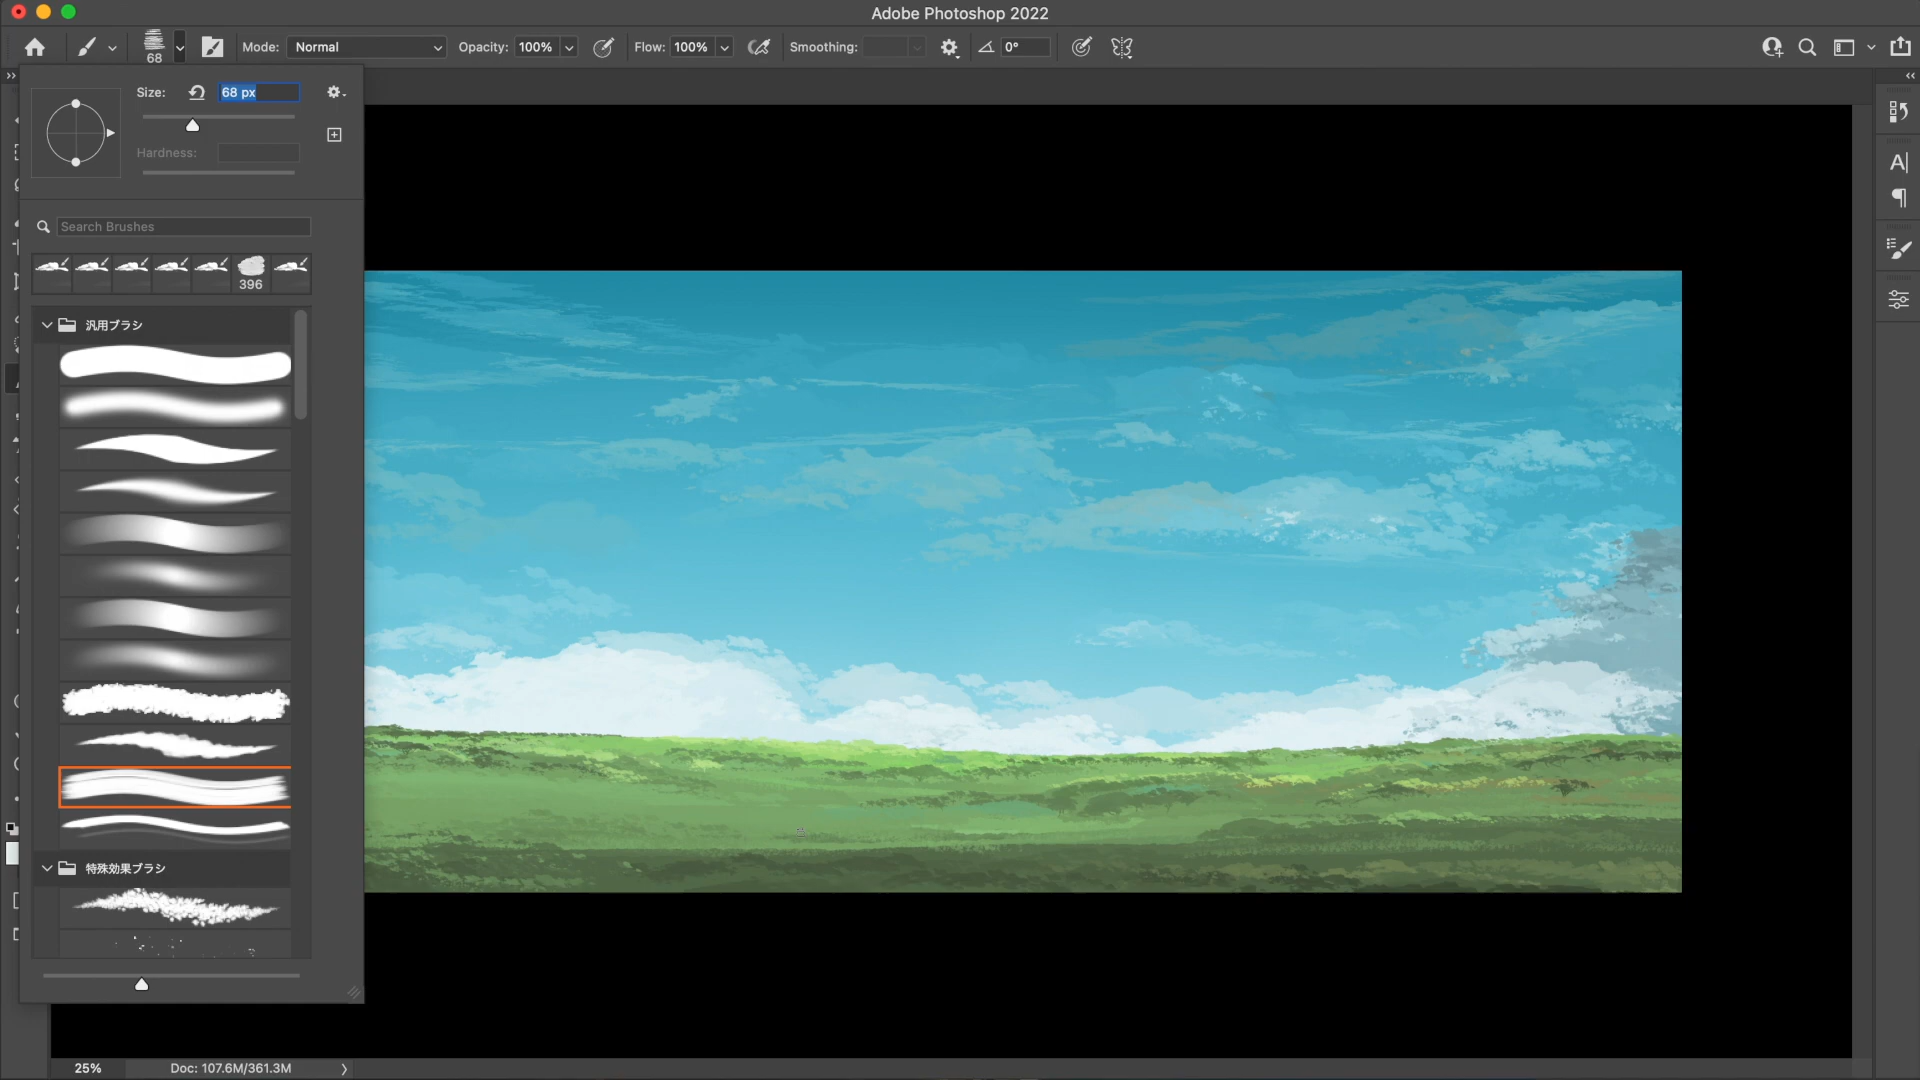 Adobe Photoshop 2022
68
Mode: Normal
Opacity: 100%
Flow: 100%
Smoothing:
0°
Size: 68 px
Hardness:
Search Brushes
396
汎用ブラシ
特殊効果ブラシ
25%
Doc: 107.6M/361.3M